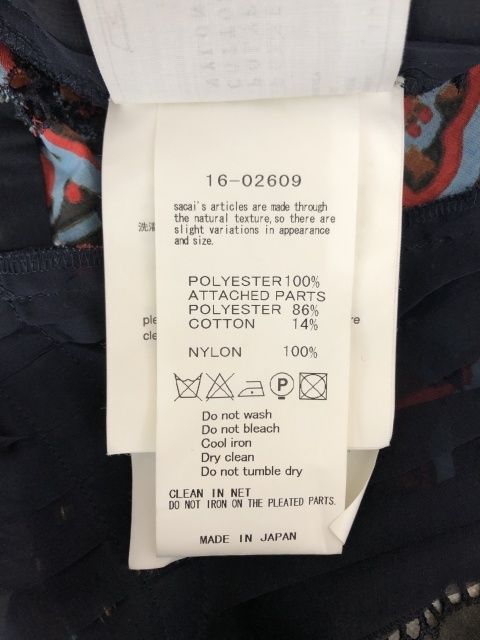 16-02609
sacai's articles are made through
the natural texture,so there are
slight variations in appearance
and size.
POLYESTER 100%
ATTACHED PARTS
POLYESTER 86%
COTTON 14%
NYLON 100%
P
Do not wash
Do not bleach
Cool iron
Dry clean
Do not tumble dry
CLEAN IN NET
DO NOT IRON ON THE PLEATED PARTS.
MADE IN JAPAN